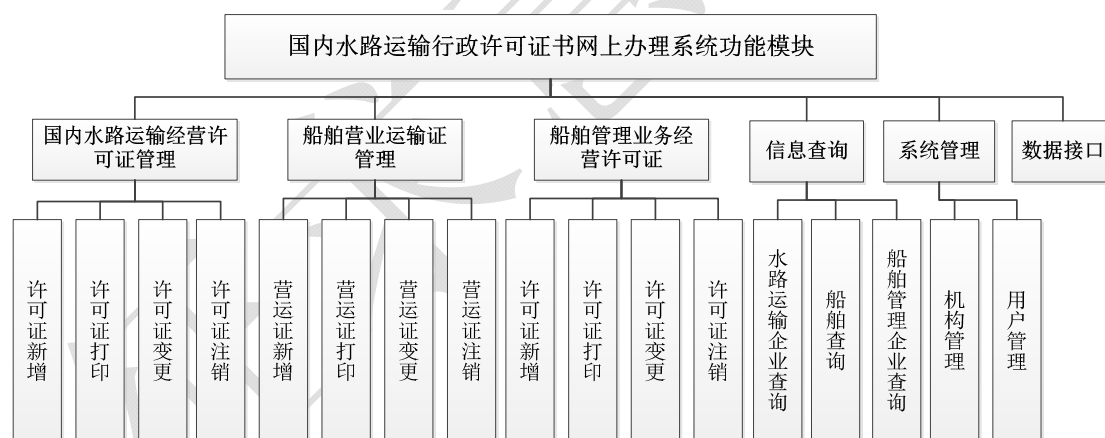 国内水路运输行政许可证书网上办理系统功能模块
国内水路运输经营许
可证管理
船舶营业运输证
管理
船舶管理业务经
营许可证
信息查询
系统管理
数据接口
许可证新增
许可证打印
许可证变更
许可证注销
营运证新增
营运证打印
营运证变更
营运证注销
许可证新增
许可证打印
许可证变更
许可证注销
水路运输企业查询
船舶查询
船舶管理企业查询
机构管理
用户管理